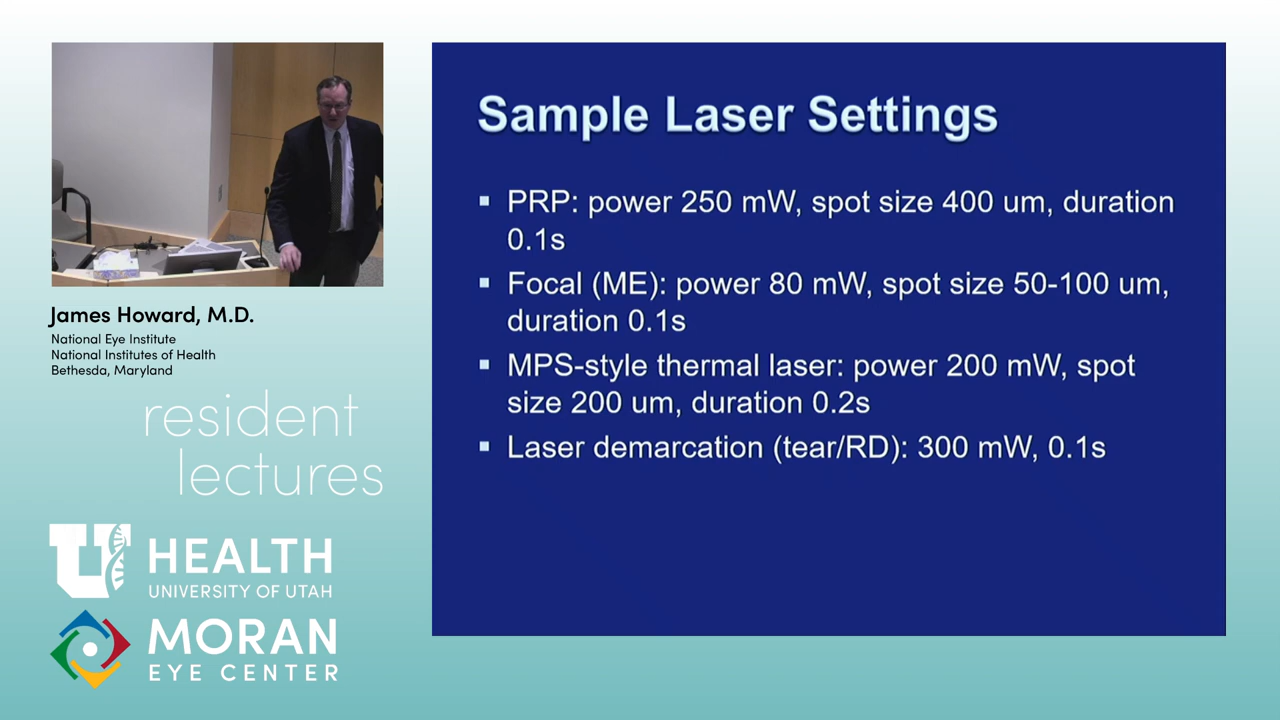 James Howard, M.D.
National Eye Institute
National Institutes of Health
Bethesda, Maryland
resident
lectures
U HEALTH
UNIVERSITY OF UTAH
MORAN
EYE CENTER
Sample Laser Settings
▪ PRP: power 250 mW, spot size 400 um, duration
0.1s
▪ Focal (ME): power 80 mW, spot size 50-100 um,
duration 0.1s
▪ MPS-style thermal laser: power 200 mW, spot
size 200 um, duration 0.2s
▪ Laser demarcation (tear/RD): 300 mW, 0.1s